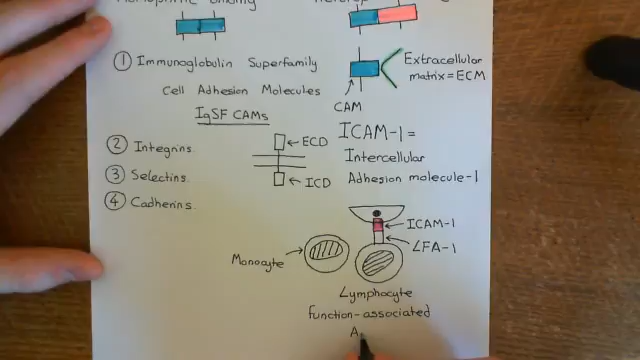 ① Immunoglobulin Superfamily
Cell Adhesion Molecules
IgSF CAMs
② Integrins
③ Selectins
④ Cadherins
Extracellular
matrix = ECM
CAM
ECD
ICD
ICAM-1 =
Intercellular
Adhesion molecule-1
ICAM-1
LFA-1
Monocyte
Lymphocyte
function-associated
A